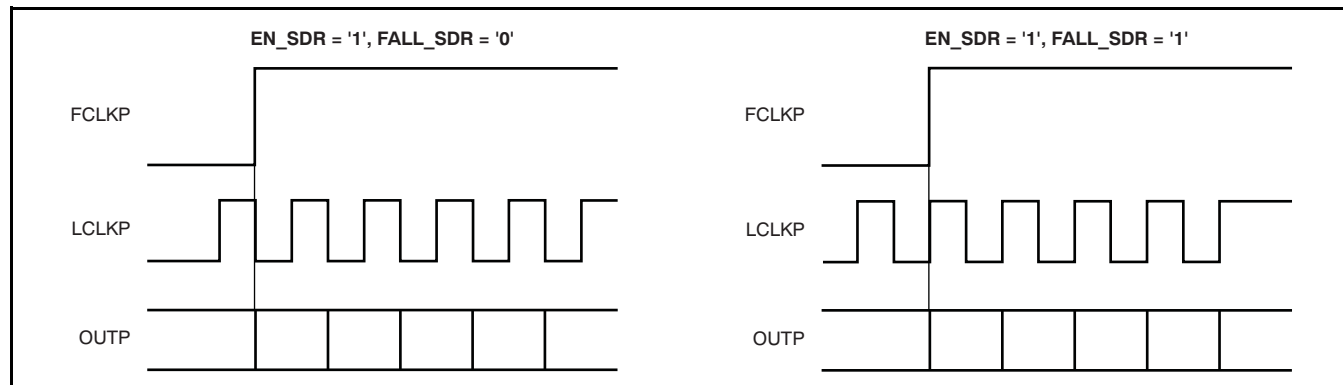 EN_SDR = '1', FALL_SDR = '0'
FCLKP
LCLKP
OUTP
EN_SDR = '1', FALL_SDR = '1'
FCLKP
LCLKP
OUTP